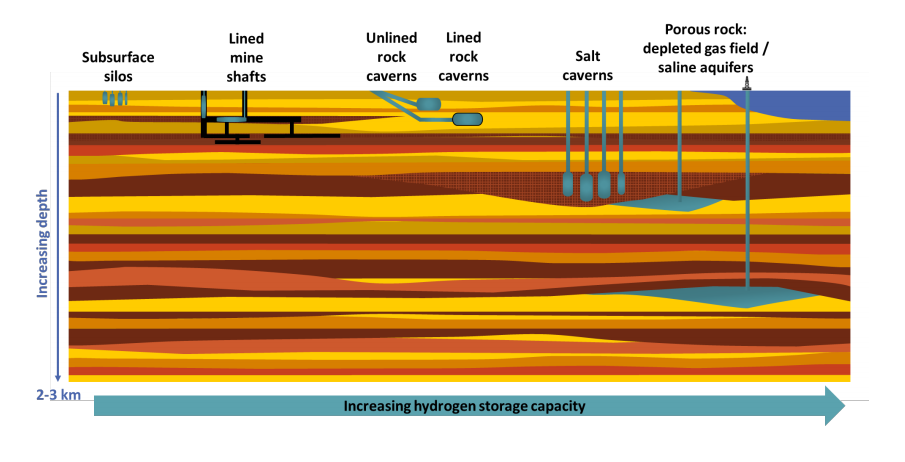 Subsurface
silos
Lined
mine
shafts
Unlined
rock
caverns
Lined
rock
caverns
Salt
caverns
Porous rock:
depleted gas field /
saline aquifers
Increasing depth
2-3 km
Increasing hydrogen storage capacity